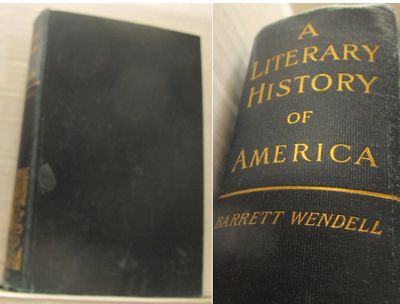 A
LITERARY
HISTORY
OF
AMERICA
BARRETT WENDELL